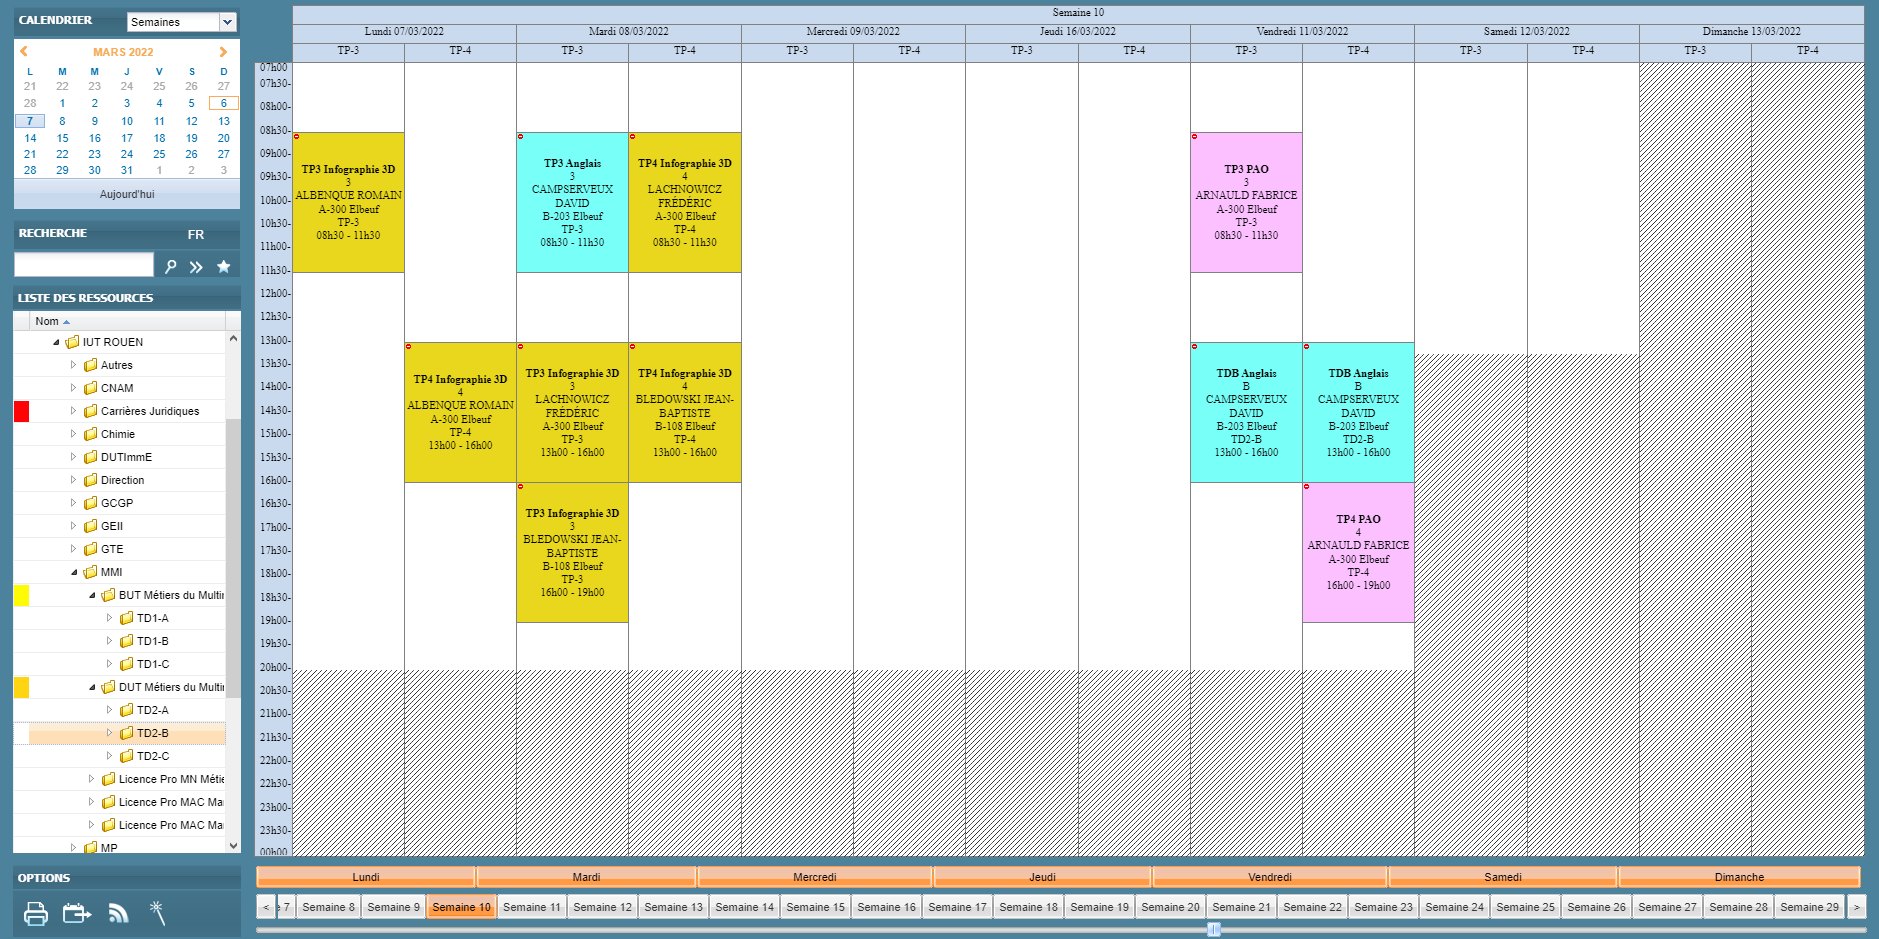 CALENDRIER
Semaines
MARS 2022
L M M J V S D
21 22 23 24 25 26 27
28 1 2 3 4 5 6
7 8 9 10 11 12 13
14 15 16 17 18 19 20
21 22 23 24 25 26 27
28 29 30 31 1 2 3
Aujourd'hui
RECHERCHE FR
LISTE DES RESSOURCES
Nom
IUT ROUEN
Autres
CNAM
Carrières Juridiques
Chimie
DUTImmE
Direction
GCGP
GEII
GTE
MMI
BUT Métiers du Multin
TD1-A
TD1-B
TD1-C
DUT Métiers du Multin
TD2-A
TD2-B
TD2-C
Licence Pro MN Métie
Licence Pro MAC Mar
Licence Pro MAC Mar
MP
OPTIONS
Semaine 10
Lundi 07/03/2022 Mardi 08/03/2022 Mercredi 09/03/2022 Jeudi 16/03/2022 Vendredi 11/03/2022 Samedi 12/03/2022 Dimanche 13/03/2022
TP-3 TP-4 TP-3 TP-4 TP-3 TP-4 TP-3 TP-4 TP-3 TP-4 TP-3 TP-4
07h00
07h30-
08h00-
08h30-
09h00-
09h30-
10h00-
10h30-
11h00-
11h30-
12h00-
12h30-
13h00-
13h30-
14h00-
14h30-
15h00-
15h30-
16h00-
16h30-
17h00-
17h30-
18h00-
18h30-
19h00-
19h30-
20h00-
20h30-
21h00-
21h30-
22h00-
22h30-
23h00-
23h30-
00h00
TP3 Infographie 3D
3
ALBENQUE ROMAIN
A-300 Elbeuf
TP-3
08h30 - 11h30
TP4 Infographie 3D
4
ALBENQUE ROMAIN
A-300 Elbeuf
TP-4
13h00 - 16h00
TP3 Anglais
3
CAMPSERVEUX
DAVID
B-203 Elbeuf
TP-3
08h30 - 11h30
TP3 Infographie 3D
3
LACHNOWICZ
FRÉDÉRIC
A-300 Elbeuf
TP-3
13h00 - 16h00
TP3 Infographie 3D
3
BLEDOWSKI JEAN-
BAPTISTE
B-108 Elbeuf
TP-3
16h00 - 19h00
TP4 Infographie 3D
4
LACHNOWICZ
FRÉDÉRIC
A-300 Elbeuf
TP-4
08h30 - 11h30
TP4 Infographie 3D
4
BLEDOWSKI JEAN-
BAPTISTE
B-108 Elbeuf
TP-4
13h00 - 16h00
TP3 PAO
3
ARNAULD FABRICE
A-300 Elbeuf
TP-3
08h30 - 11h30
TDB Anglais
B
CAMPSERVEUX
DAVID
B-203 Elbeuf
TD2-B
13h00 - 16h00
TDB Anglais
B
CAMPSERVEUX
DAVID
B-203 Elbeuf
TD2-B
13h00 - 16h00
TP4 PAO
4
ARNAULD FABRICE
A-300 Elbeuf
TP-4
16h00 - 19h00
Lundi Mardi Mercredi Jeudi Vendredi Samedi Dimanche
< 7 Semaine 8 Semaine 9 Semaine 10 Semaine 11 Semaine 12 Semaine 13 Semaine 14 Semaine 15 Semaine 16 Semaine 17 Semaine 18 Semaine 19 Semaine 20 Semaine 21 Semaine 22 Semaine 23 Semaine 24 Semaine 25 Semaine 26 Semaine 27 Semaine 28 Semaine 29 >